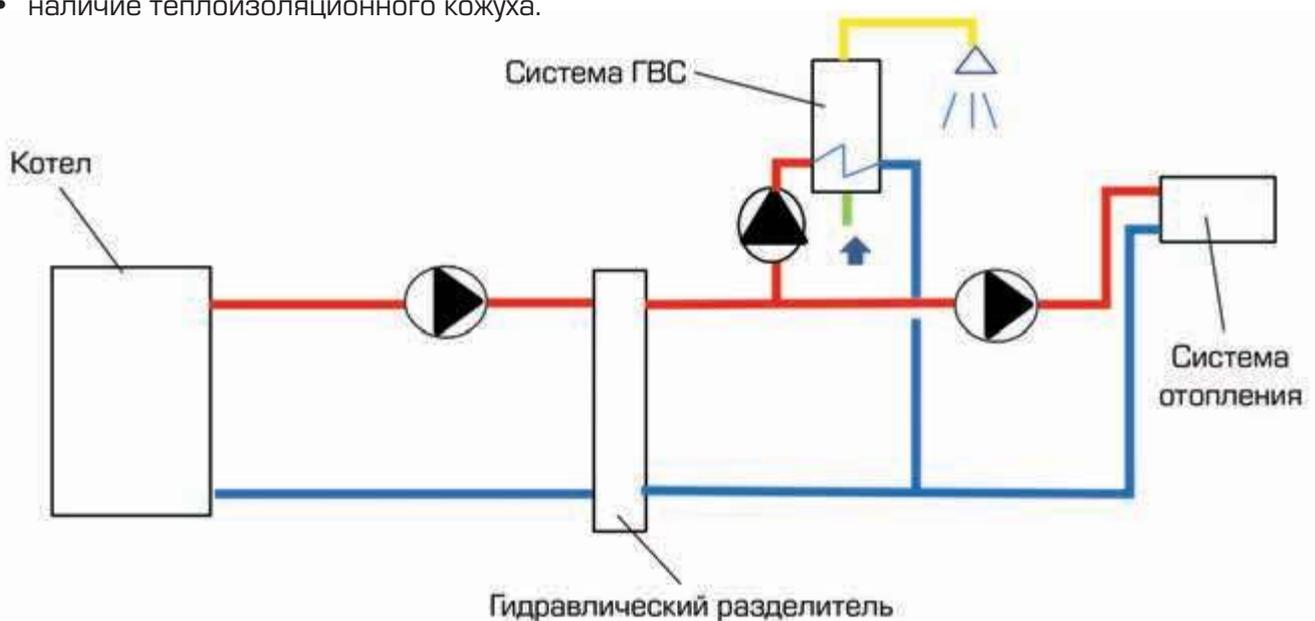 • наличие теплоизоляционного кожуха.
Система ГВС
Котел
Система
отопления
Гидравлический разделитель